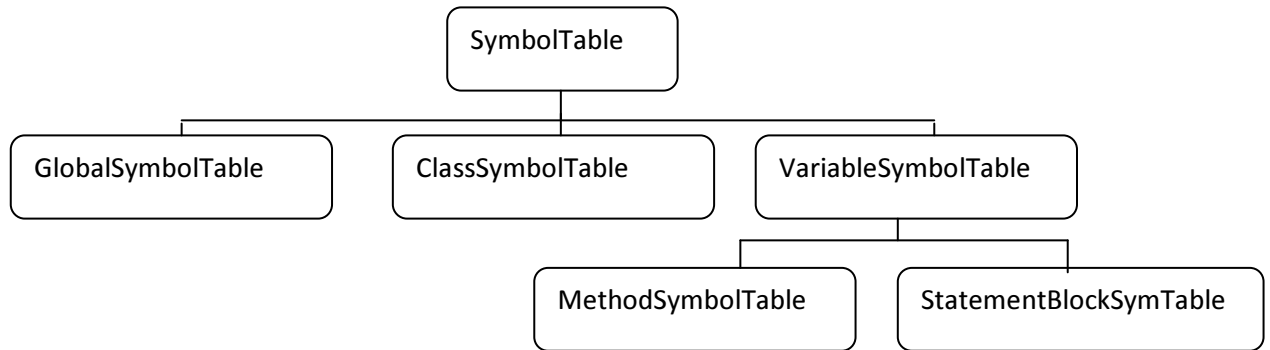 SymbolTable
GlobalSymbolTable
ClassSymbolTable
VariableSymbolTable
MethodSymbolTable
StatementBlockSymTable